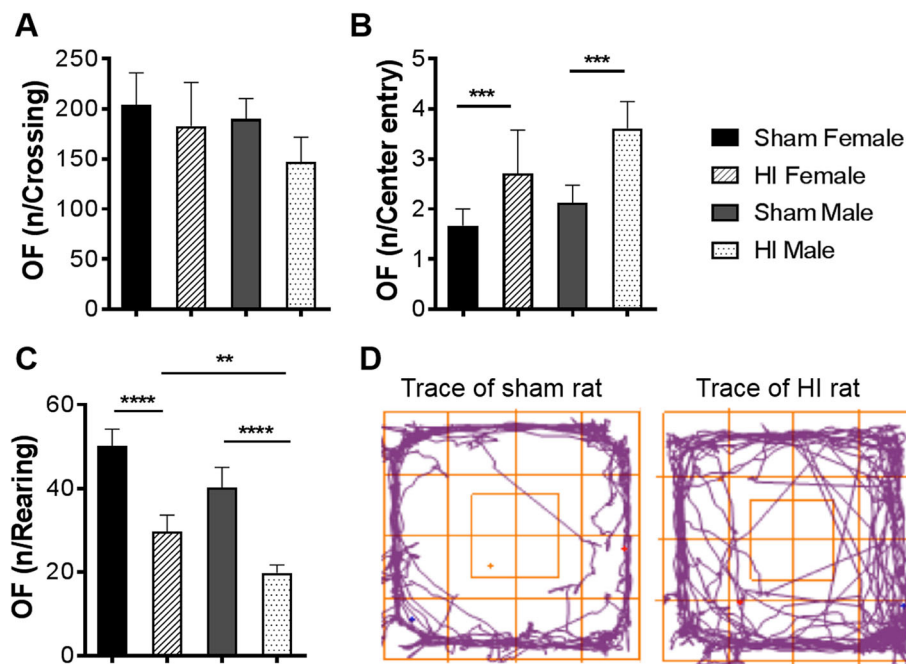 A
OF (n/Crossing)
250
200
150
100
50
0
B
OF (n/Center entry)
5
4
3
2
1
0
***
***
Sham Female
HI Female
Sham Male
HI Male
C
OF (n/Rearing)
60
40
20
0
****
**
****
D
Trace of sham rat
Trace of HI rat